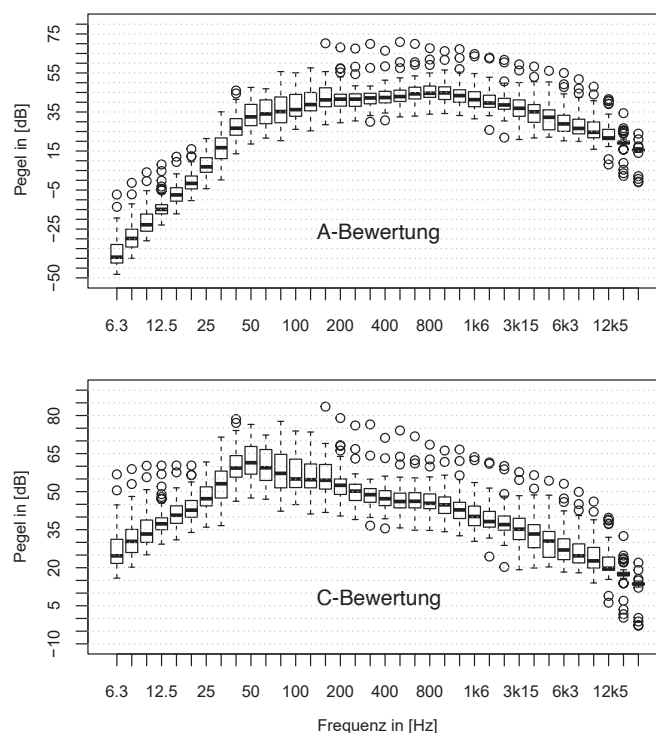 75
55
35
15
−5
−25
−50
Pegel in [dB]
A-Bewertung
6.3 12.5 25 50 100 200 400 800 1k6 3k15 6k3 12k5
80
65
50
35
20
5
−10
Pegel in [dB]
C-Bewertung
6.3 12.5 25 50 100 200 400 800 1k6 3k15 6k3 12k5
Frequenz in [Hz]